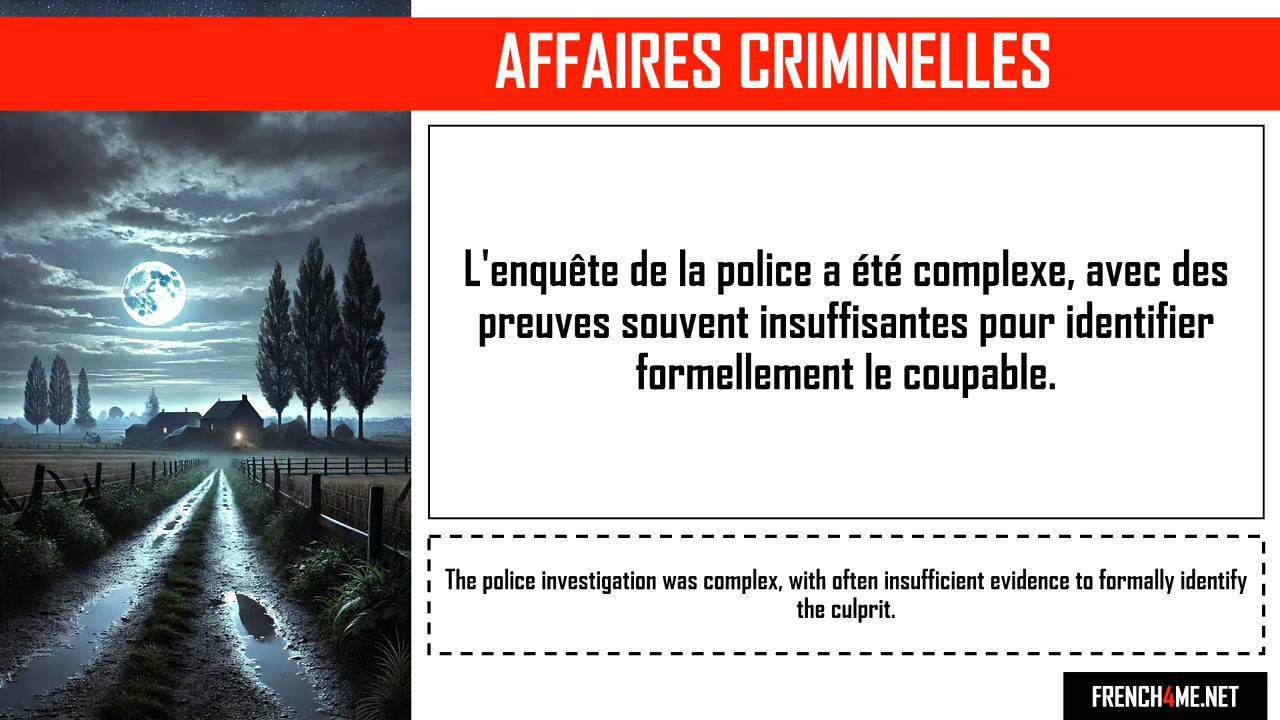 AFFAIRES CRIMINELLES
L'enquête de la police a été complexe, avec des
preuves souvent insuffisantes pour identifier
formellement le coupable.
The police investigation was complex, with often insufficient evidence to formally identify
the culprit.
FRENCH4ME.NET